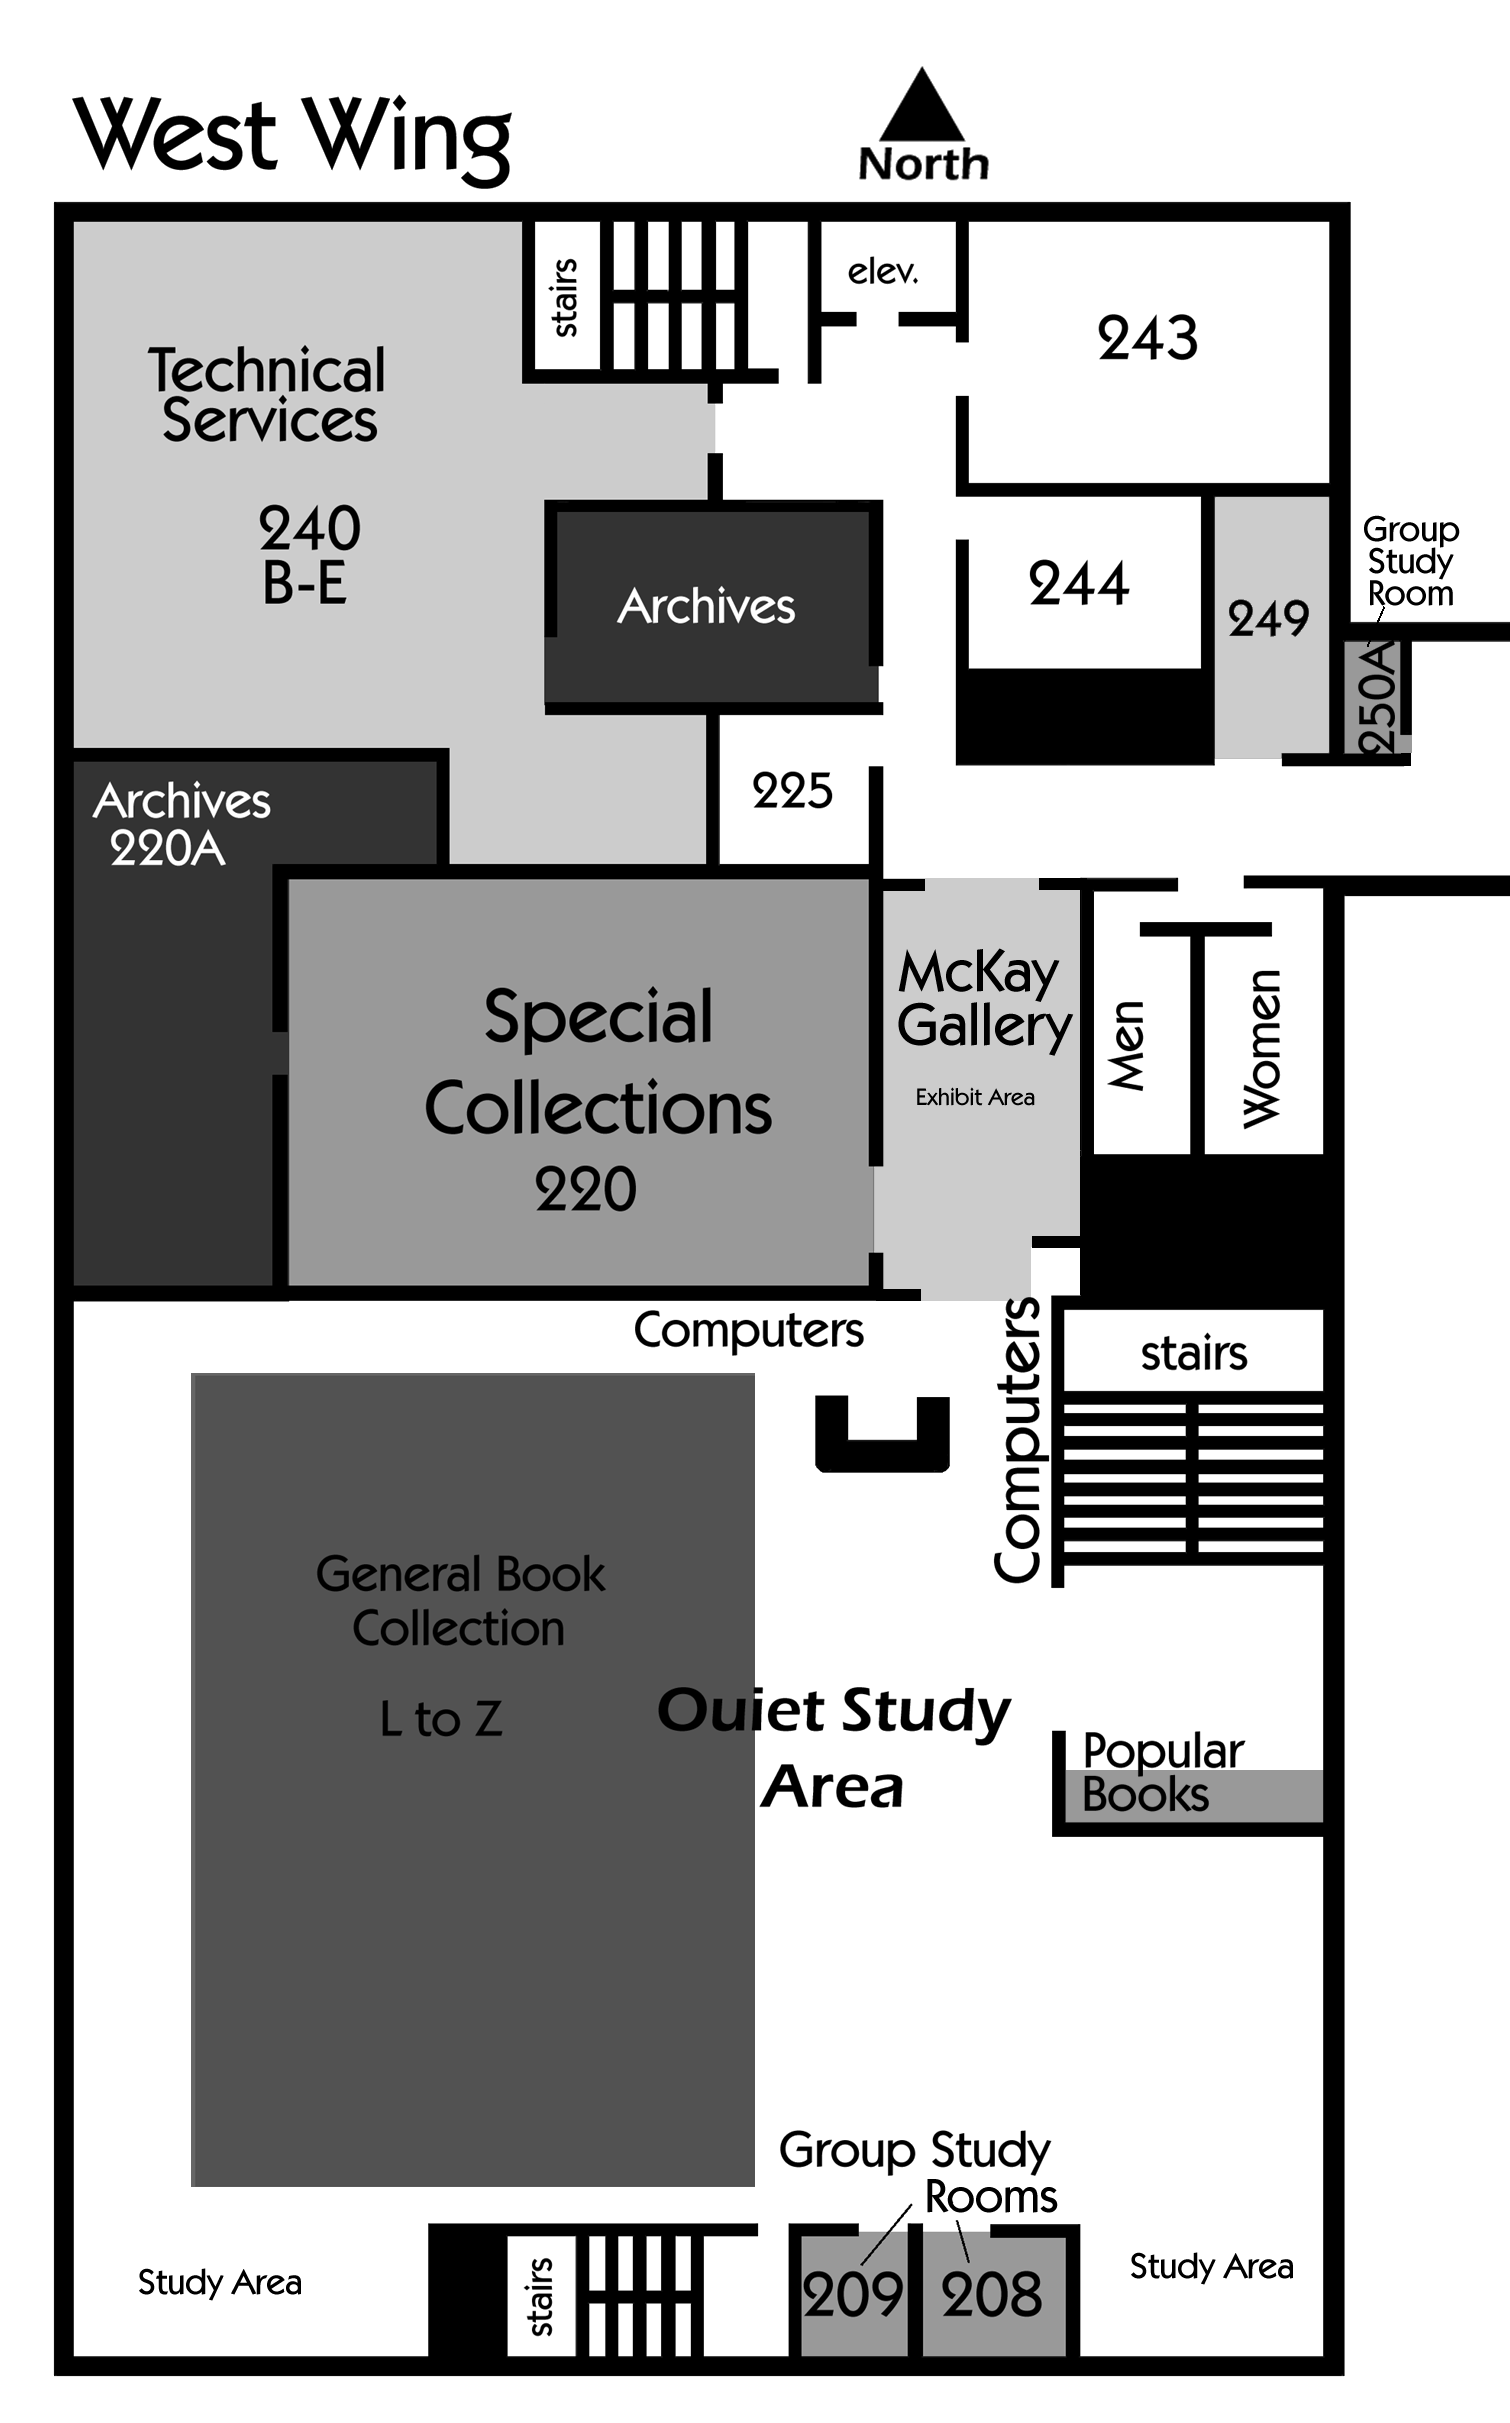 West Wing
North
stairs
elev.
243
Technical
Services
240
B-E
Archives
244
249
Group
Study
Room
250A
225
Archives
220A
Special
Collections
220
McKay
Gallery
Exhibit Area
Men
Women
Computers
Computers
stairs
General Book
Collection
L to Z
Quiet Study
Area
Popular
Books
Group Study
Rooms
Study Area
stairs
209
208
Study Area